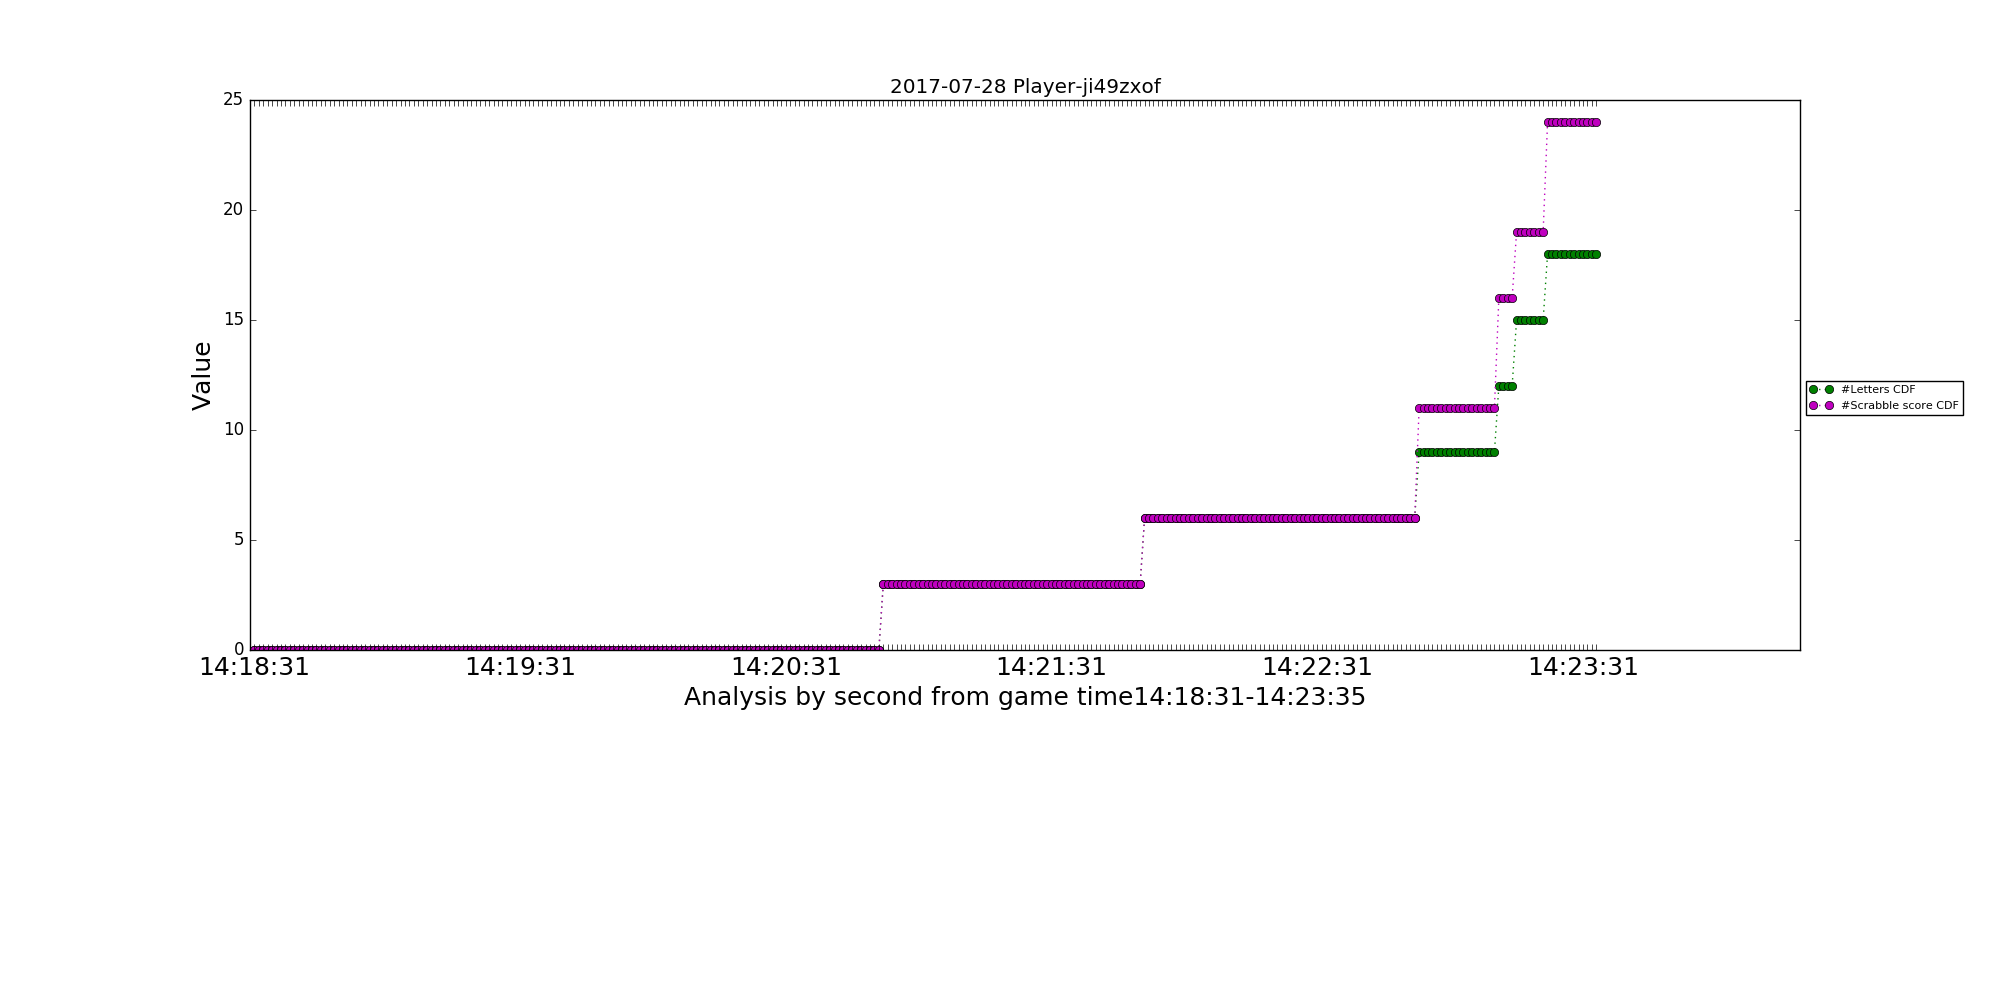 2017-07-28 Player-ji49zxof
25
20
15
10
5
0
Value
14:18:31 14:19:31 14:20:31 14:21:31 14:22:31 14:23:31
Analysis by second from game time14:18:31-14:23:35
#Letters CDF
#Scrabble score CDF